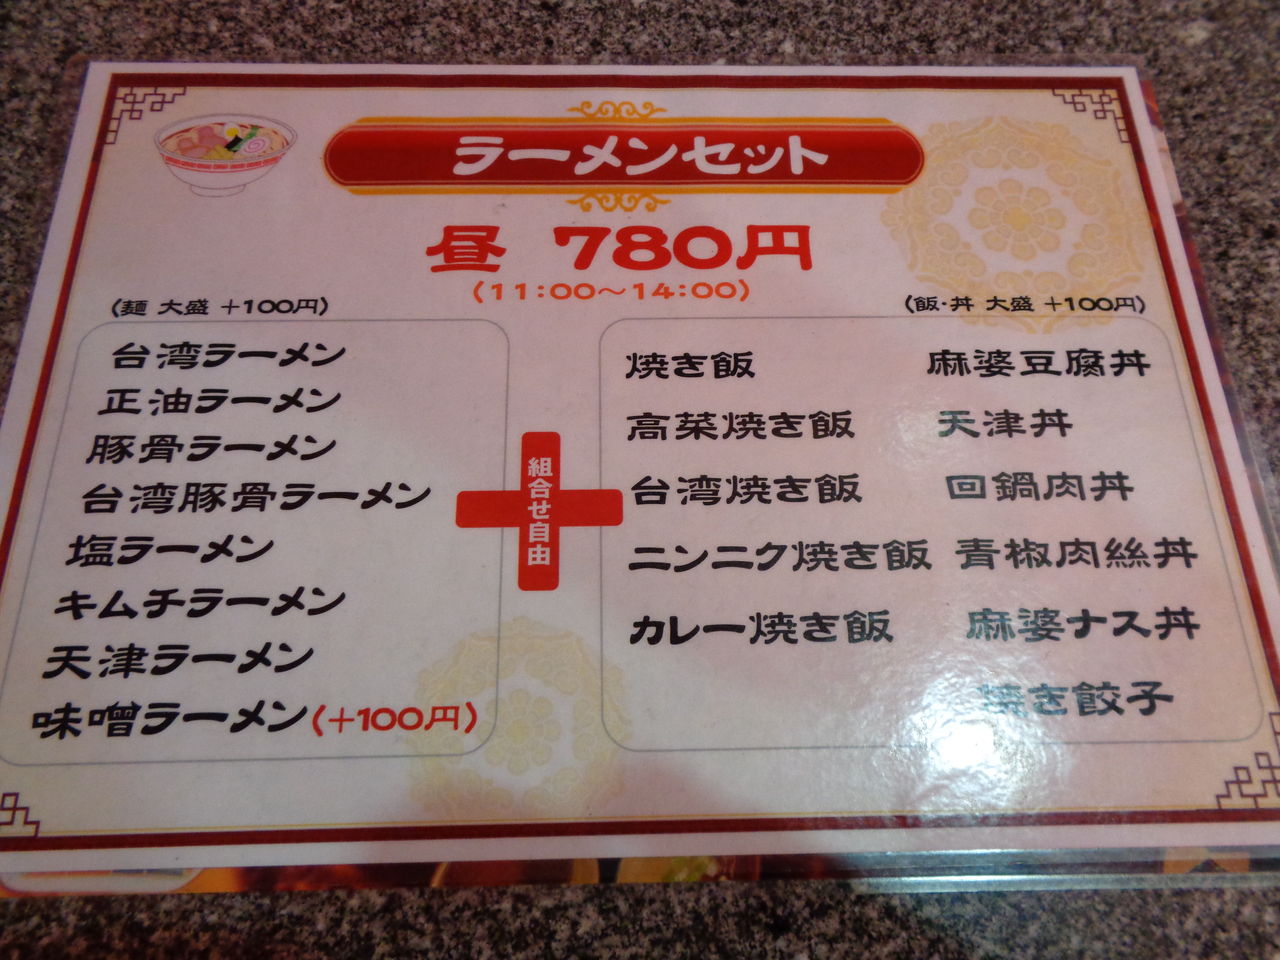 ラーメンセット
昼 780円
(11:00～14:00)
(麺 大盛 +100円)
台湾ラーメン
正油ラーメン
豚骨ラーメン
台湾豚骨ラーメン
塩ラーメン
キムチラーメン
天津ラーメン
味噌ラーメン(+100円)
組合せ自由
(飯・丼 大盛 +100円)
焼き飯
高菜焼き飯
台湾焼き飯
ニンニク焼き飯
カレー焼き飯
麻婆豆腐丼
天津丼
回鍋肉丼
青椒肉絲丼
麻婆ナス丼
焼き餃子